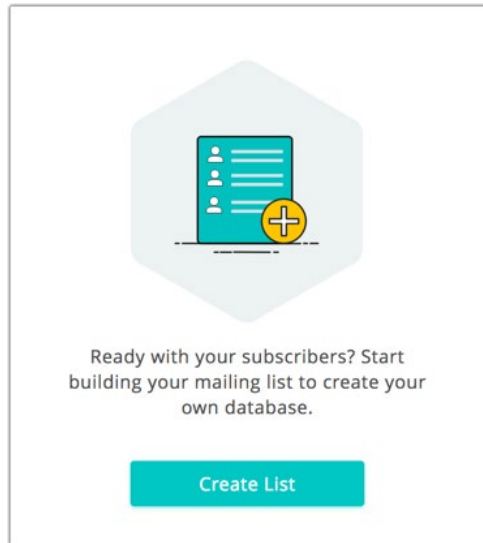 Ready with your subscribers? Start
building your mailing list to create your
own database.
Create List